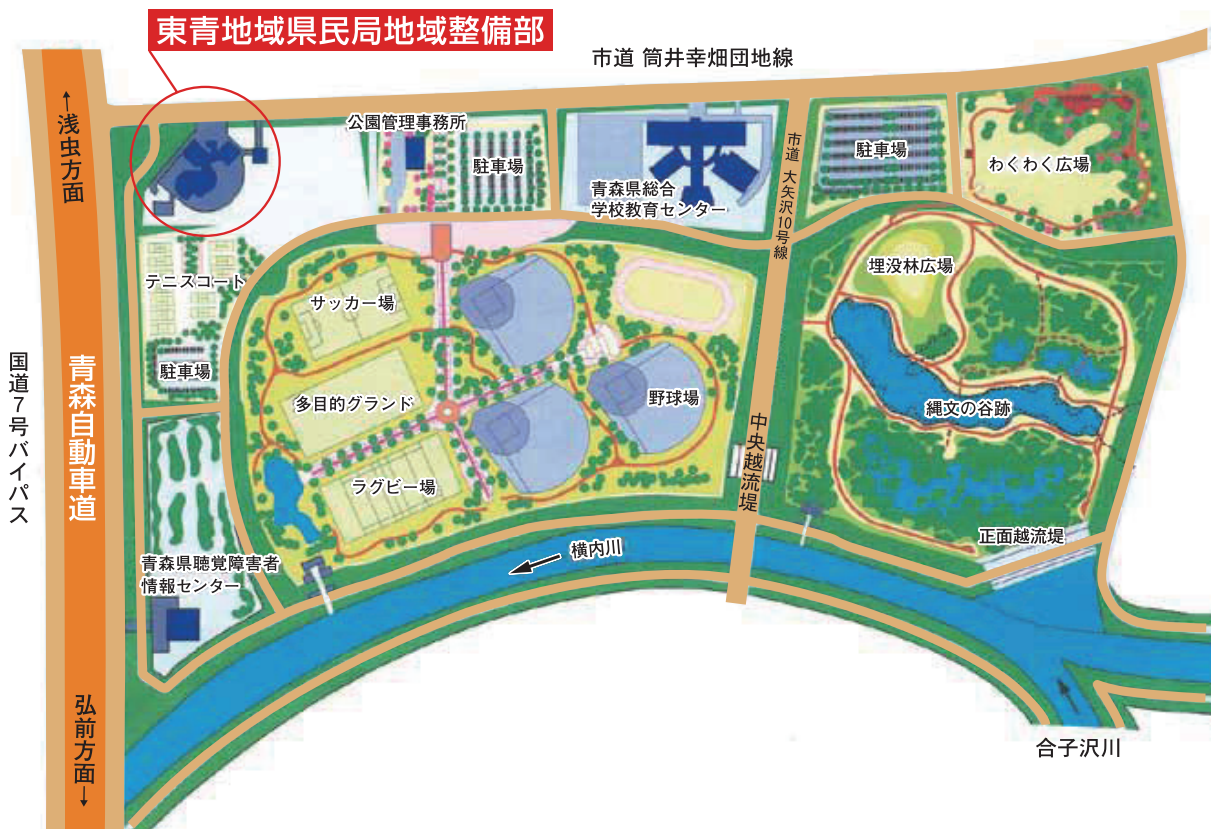 東青地域県民局地域整備部
市道 筒井幸畑団地線
←浅虫方面
公園管理事務所
駐車場
青森県総合
学校教育センター
市道 大矢沢10号線
駐車場
わくわく広場
テニスコート
サッカー場
埋没林広場
国道7号バイパス
青森自動車道
駐車場
多目的グランド
野球場
縄文の谷跡
中央越流堤
ラグビー場
正面越流堤
横内川
青森県聴覚障害者
情報センター
弘前方面→
合子沢川